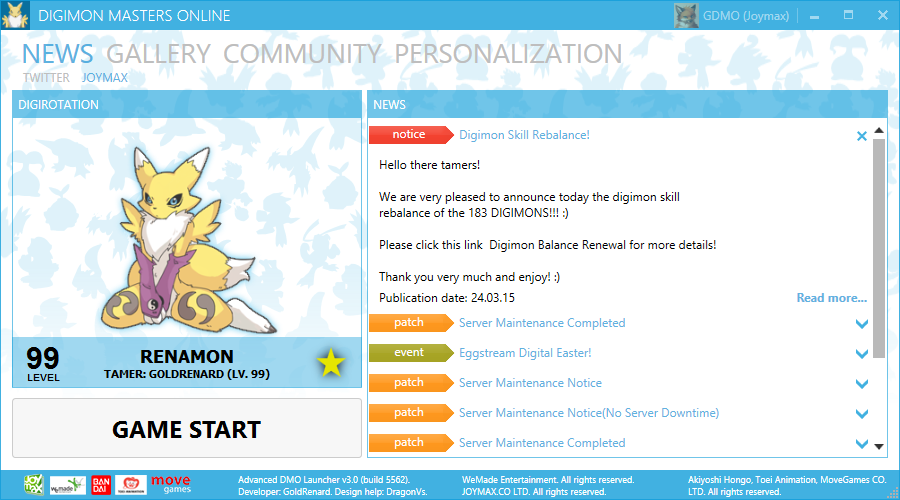 DIGIMON MASTERS ONLINE
GDMO (Joymax)
NEWS GALLERY COMMUNITY PERSONALIZATION
TWITTER JOYMAX
DIGIROTATION
99
LEVEL
RENAMON
TAMER: GOLDRENARD (LV. 99)
GAME START
NEWS
notice Digimon Skill Rebalance!
Hello there tamers!
We are very pleased to announce today the digimon skill
rebalance of the 183 DIGIMONS!!! :)
Please click this link Digimon Balance Renewal for more details!
Thank you very much and enjoy! :)
Publication date: 24.03.15 Read more...
patch Server Maintenance Completed
event Eggstream Digital Easter!
patch Server Maintenance Notice
patch Server Maintenance Notice(No Server Downtime)
patch Server Maintenance Completed
JOY
MAX
wemade
BAN
DAI
move
games
Advanced DMO Launcher v3.0 (build 5562).
Developer: GoldRenard. Design help: DragonVs.
WeMade Entertainment. All rights reserved.
JOYMAX.CO LTD. All rights reserved.
Akiyoshi Hongo, Toei Animation, MoveGames CO.
LTD. All rights reserved.